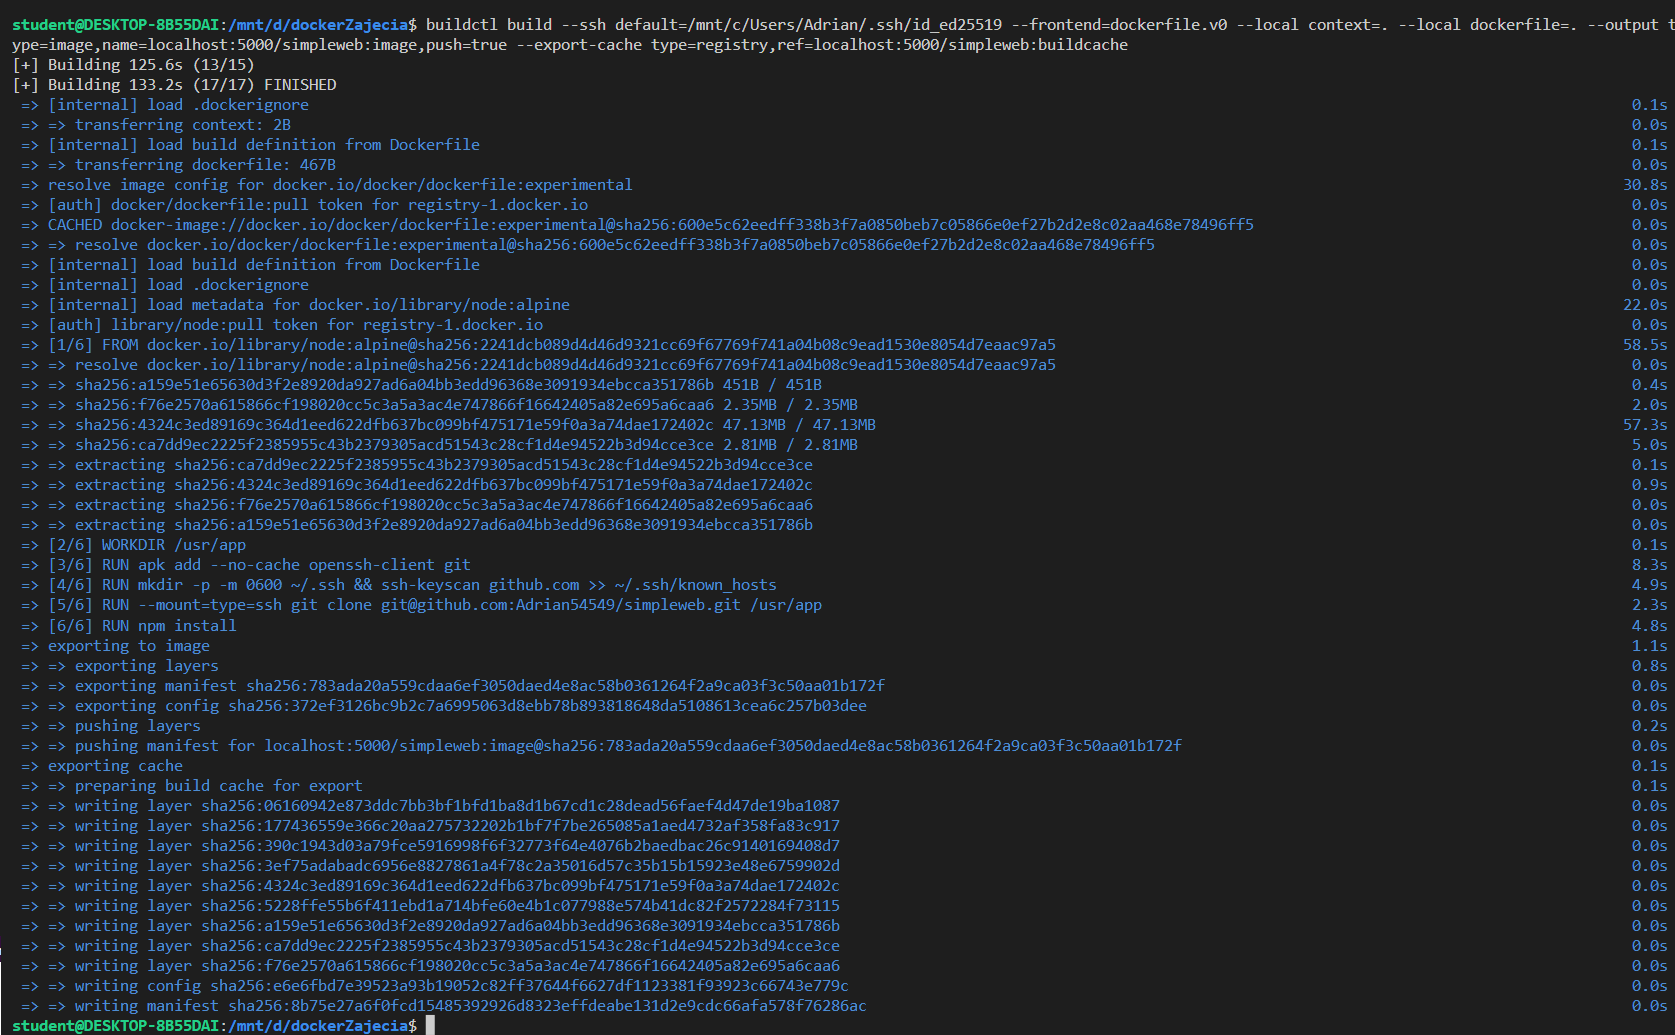 student@DESKTOP-8B55DAI:/mnt/d/dockerZajecia$ buildctl build --ssh default=/mnt/c/Users/Adrian/.ssh/id_ed25519 --frontend=dockerfile.v0 --local context=. --local dockerfile=. --output t
ype=image,name=localhost:5000/simpleweb:image,push=true --export-cache type=registry,ref=localhost:5000/simpleweb:buildcache
[+] Building 125.6s (13/15)
[+] Building 133.2s (17/17) FINISHED
=> [internal] load .dockerignore 0.1s
=> => transferring context: 2B 0.0s
=> [internal] load build definition from Dockerfile 0.1s
=> => transferring dockerfile: 467B 0.0s
=> resolve image config for docker.io/docker/dockerfile:experimental 30.8s
=> [auth] docker/dockerfile:pull token for registry-1.docker.io 0.0s
=> CACHED docker-image://docker.io/docker/dockerfile:experimental@sha256:600e5c62eedff338b3f7a0850beb7c05866e0ef27b2d2e8c02aa468e78496ff5 0.0s
=> => resolve docker.io/docker/dockerfile:experimental@sha256:600e5c62eedff338b3f7a0850beb7c05866e0ef27b2d2e8c02aa468e78496ff5 0.0s
=> [internal] load build definition from Dockerfile 0.0s
=> [internal] load .dockerignore 0.0s
=> [internal] load metadata for docker.io/library/node:alpine 22.0s
=> [auth] library/node:pull token for registry-1.docker.io 0.0s
=> [1/6] FROM docker.io/library/node:alpine@sha256:2241dcb089d4d46d9321cc69f67769f741a04b08c9ead1530e8054d7eaac97a5 58.5s
=> => resolve docker.io/library/node:alpine@sha256:2241dcb089d4d46d9321cc69f67769f741a04b08c9ead1530e8054d7eaac97a5 0.0s
=> => sha256:a159e51e65630d3f2e8920da927ad6a04bb3edd96368e3091934ebcca351786b 451B / 451B 0.4s
=> => sha256:f76e2570a615866cf198020cc5c3a5a3ac4e747866f16642405a82e695a6caa6 2.35MB / 2.35MB 2.0s
=> => sha256:4324c3ed89169c364d1eed622dfb637bc099bf475171e59f0a3a74dae172402c 47.13MB / 47.13MB 57.3s
=> => sha256:ca7dd9ec2225f2385955c43b2379305acd51543c28cf1d4e94522b3d94cce3ce 2.81MB / 2.81MB 5.0s
=> => extracting sha256:ca7dd9ec2225f2385955c43b2379305acd51543c28cf1d4e94522b3d94cce3ce 0.1s
=> => extracting sha256:4324c3ed89169c364d1eed622dfb637bc099bf475171e59f0a3a74dae172402c 0.9s
=> => extracting sha256:f76e2570a615866cf198020cc5c3a5a3ac4e747866f16642405a82e695a6caa6 0.0s
=> => extracting sha256:a159e51e65630d3f2e8920da927ad6a04bb3edd96368e3091934ebcca351786b 0.0s
=> [2/6] WORKDIR /usr/app 0.1s
=> [3/6] RUN apk add --no-cache openssh-client git 8.3s
=> [4/6] RUN mkdir -p -m 0600 ~/.ssh && ssh-keyscan github.com >> ~/.ssh/known_hosts 4.9s
=> [5/6] RUN --mount=type=ssh git clone git@github.com:Adrian54549/simpleweb.git /usr/app 2.3s
=> [6/6] RUN npm install 4.8s
=> exporting to image 1.1s
=> => exporting layers 0.8s
=> => exporting manifest sha256:783ada20a559cdaa6ef3050daed4e8ac58b0361264f2a9ca03f3c50aa01b172f 0.0s
=> => exporting config sha256:372ef3126bc9b2c7a6995063d8ebb78b893818648da5108613cea6c257b03dee 0.0s
=> => pushing layers 0.2s
=> => pushing manifest for localhost:5000/simpleweb:image@sha256:783ada20a559cdaa6ef3050daed4e8ac58b0361264f2a9ca03f3c50aa01b172f 0.0s
=> exporting cache 0.1s
=> => preparing build cache for export 0.1s
=> => writing layer sha256:06160942e873ddc7bb3bf1bfd1ba8d1b67cd1c28dead56faef4d47de19ba1087 0.0s
=> => writing layer sha256:177436559e366c20aa275732202b1bf7f7be265085a1aed4732af358fa83c917 0.0s
=> => writing layer sha256:390c1943d03a79fce5916998f6f32773f64e4076b2baedbac26c9140169408d7 0.0s
=> => writing layer sha256:3ef75adabadc6956e8827861a4f78c2a35016d57c35b15b15923e48e6759902d 0.0s
=> => writing layer sha256:4324c3ed89169c364d1eed622dfb637bc099bf475171e59f0a3a74dae172402c 0.0s
=> => writing layer sha256:5228ffe55b6f411ebd1a714bfe60e4b1c077988e574b41dc82f2572284f73115 0.0s
=> => writing layer sha256:a159e51e65630d3f2e8920da927ad6a04bb3edd96368e3091934ebcca351786b 0.0s
=> => writing layer sha256:ca7dd9ec2225f2385955c43b2379305acd51543c28cf1d4e94522b3d94cce3ce 0.0s
=> => writing layer sha256:f76e2570a615866cf198020cc5c3a5a3ac4e747866f16642405a82e695a6caa6 0.0s
=> => writing config sha256:e6e6fbd7e39523a93b19052c82ff37644f6627df1123381f93923c66743e779c 0.0s
=> => writing manifest sha256:8b75e27a6f0fcd15485392926d8323effdeabe131d2e9cdc66afa578f76286ac 0.0s
student@DESKTOP-8B55DAI:/mnt/d/dockerZajecia$